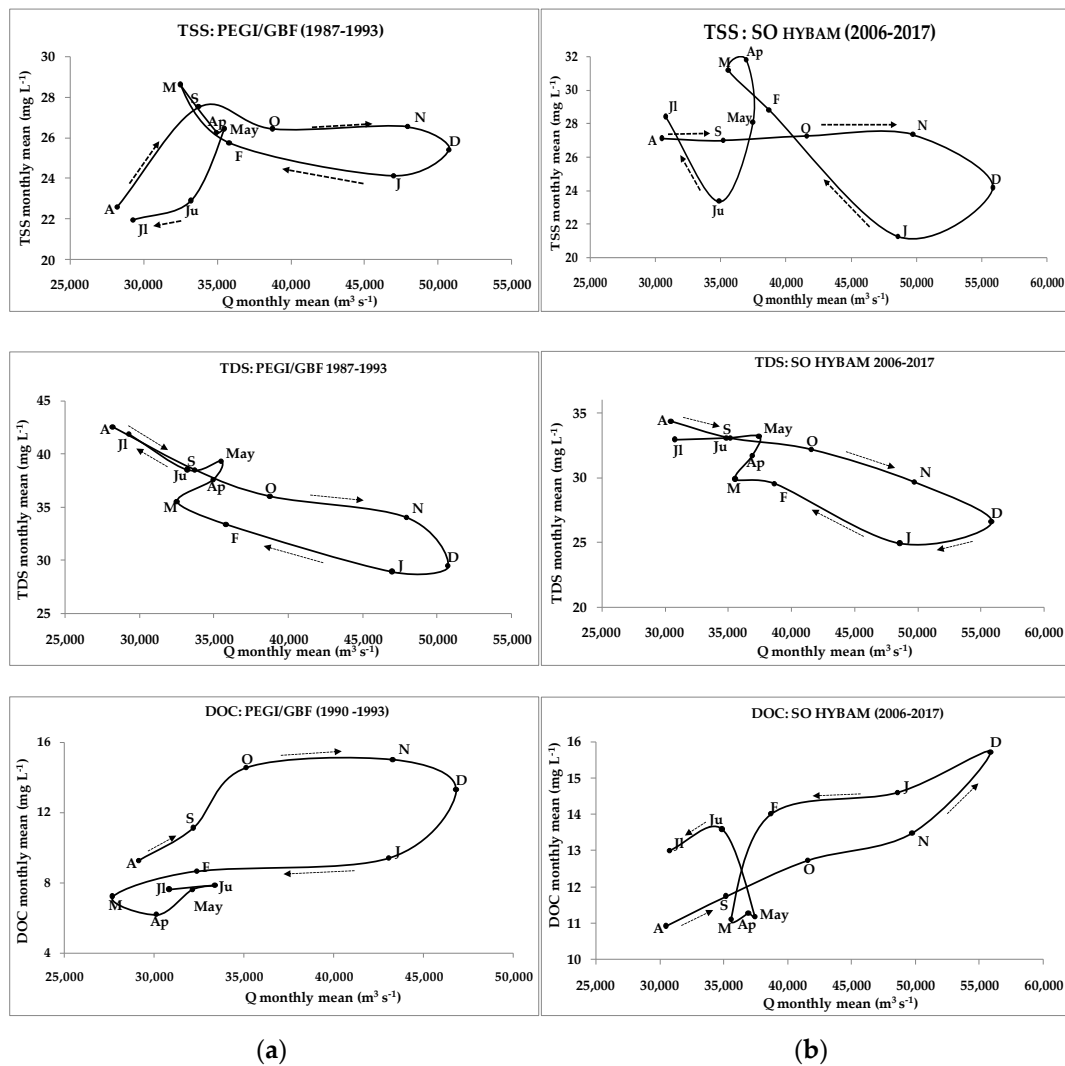 TSS: PEGI/GBF (1987-1993)
TSS monthly mean (mg L-1)
30
28
26
24
22
20
M
S
Ap
May
F
O
N
D
J
A
Ju
Jl
25,000 30,000 35,000 40,000 45,000 50,000 55,000
Q monthly mean (m³ s-1)
TSS : SO HYBAM (2006-2017)
TSS monthly mean (mg L-1)
32
30
28
26
24
22
20
M
Ap
F
Jl
May
A
S
O
N
D
Ju
J
25,000 30,000 35,000 40,000 45,000 50,000 55,000 60,000
Q monthly mean (m³ s-1)
TDS: PEGI/GBF 1987-1993
TDS monthly mean (mg L-1)
45
40
35
30
25
A
Jl
S
Ju
May
Ap
M
O
N
F
D
J
25,000 30,000 35,000 40,000 45,000 50,000 55,000
Q monthly mean (m³ s-1)
TDS: SO HYBAM 2006-2017
TDS monthly mean (mg L-1)
35
30
25
20
A
Jl
S
Ju
May
Ap
M
F
O
N
D
J
25,000 30,000 35,000 40,000 45,000 50,000 55,000 60,000
Q monthly mean (m³ s-1)
DOC: PEGI/GBF (1990 -1993)
DOC monthly mean (mg L-1)
16
12
8
4
A
S
O
N
D
J
F
M
Jl
Ju
May
Ap
25,000 30,000 35,000 40,000 45,000 50,000
Q monthly mean (m³ s-1)
DOC: SO HYBAM (2006-2017)
DOC monthly mean (mg L-1)
16
15
14
13
12
11
10
D
J
F
Ju
Jl
N
O
S
A
M
Ap
May
25,000 30,000 35,000 40,000 45,000 50,000 55,000 60,000
Q monthly mean (m³ s-1)
(a)
(b)